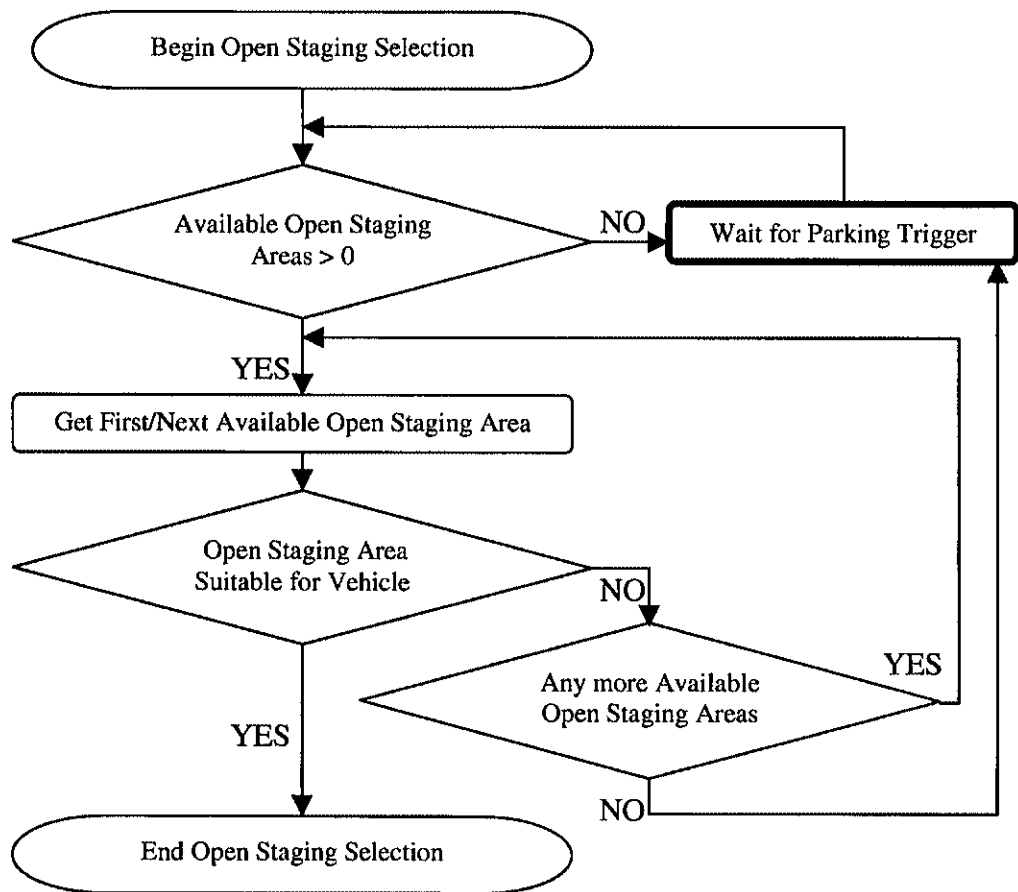 Begin Open Staging Selection
Available Open Staging
Areas > 0
NO
Wait for Parking Trigger
YES
Get First/Next Available Open Staging Area
Open Staging Area
Suitable for Vehicle
NO
Any more Available
Open Staging Areas
YES
YES
NO
End Open Staging Selection